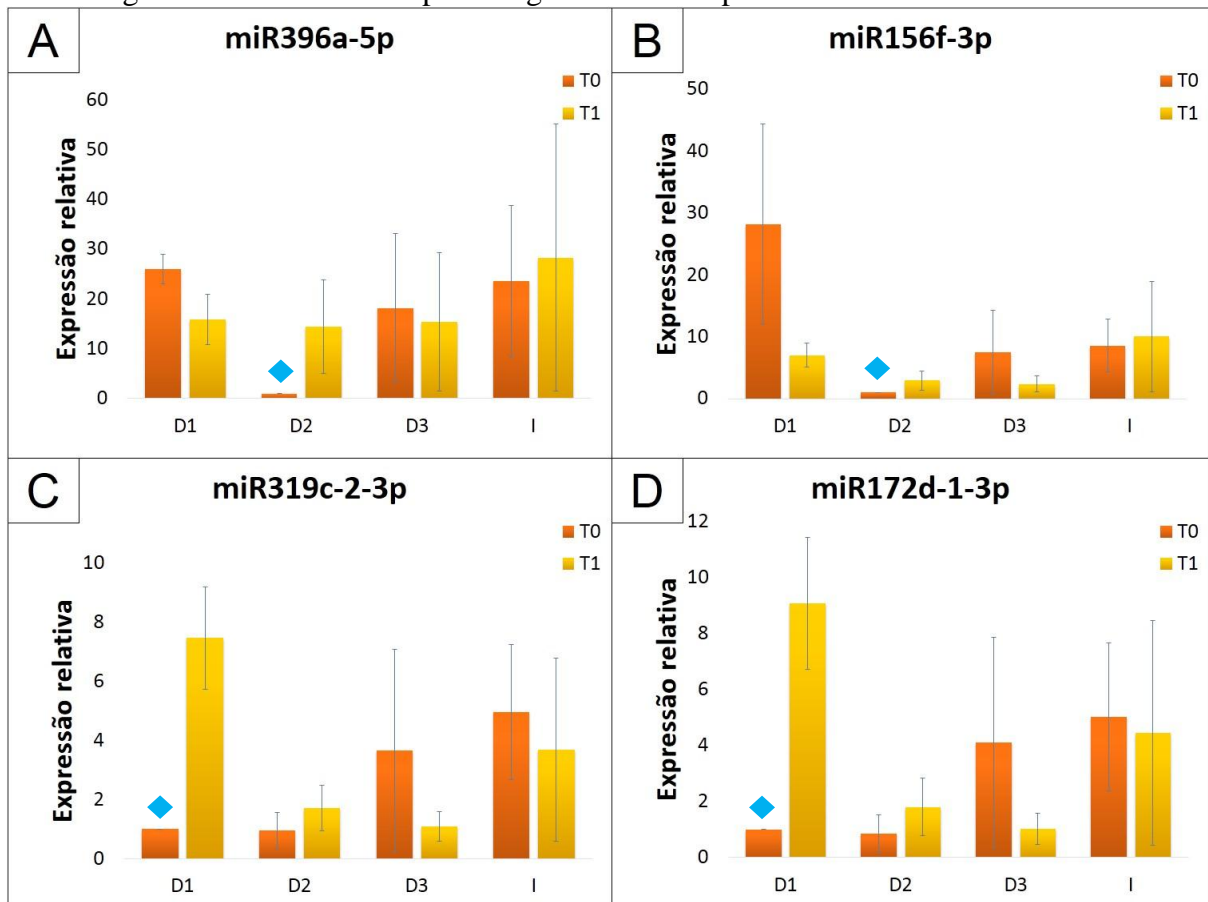 A
miR396a-5p
T0
T1
Expressão relativa
60
50
40
30
20
10
0
D1 D2 D3 I
B
miR156f-3p
T0
T1
Expressão relativa
50
40
30
20
10
0
D1 D2 D3 I
C
miR319c-2-3p
T0
T1
Expressão relativa
10
8
6
4
2
0
D1 D2 D3 I
D
miR172d-1-3p
T0
T1
Expressão relativa
12
10
8
6
4
2
0
D1 D2 D3 I